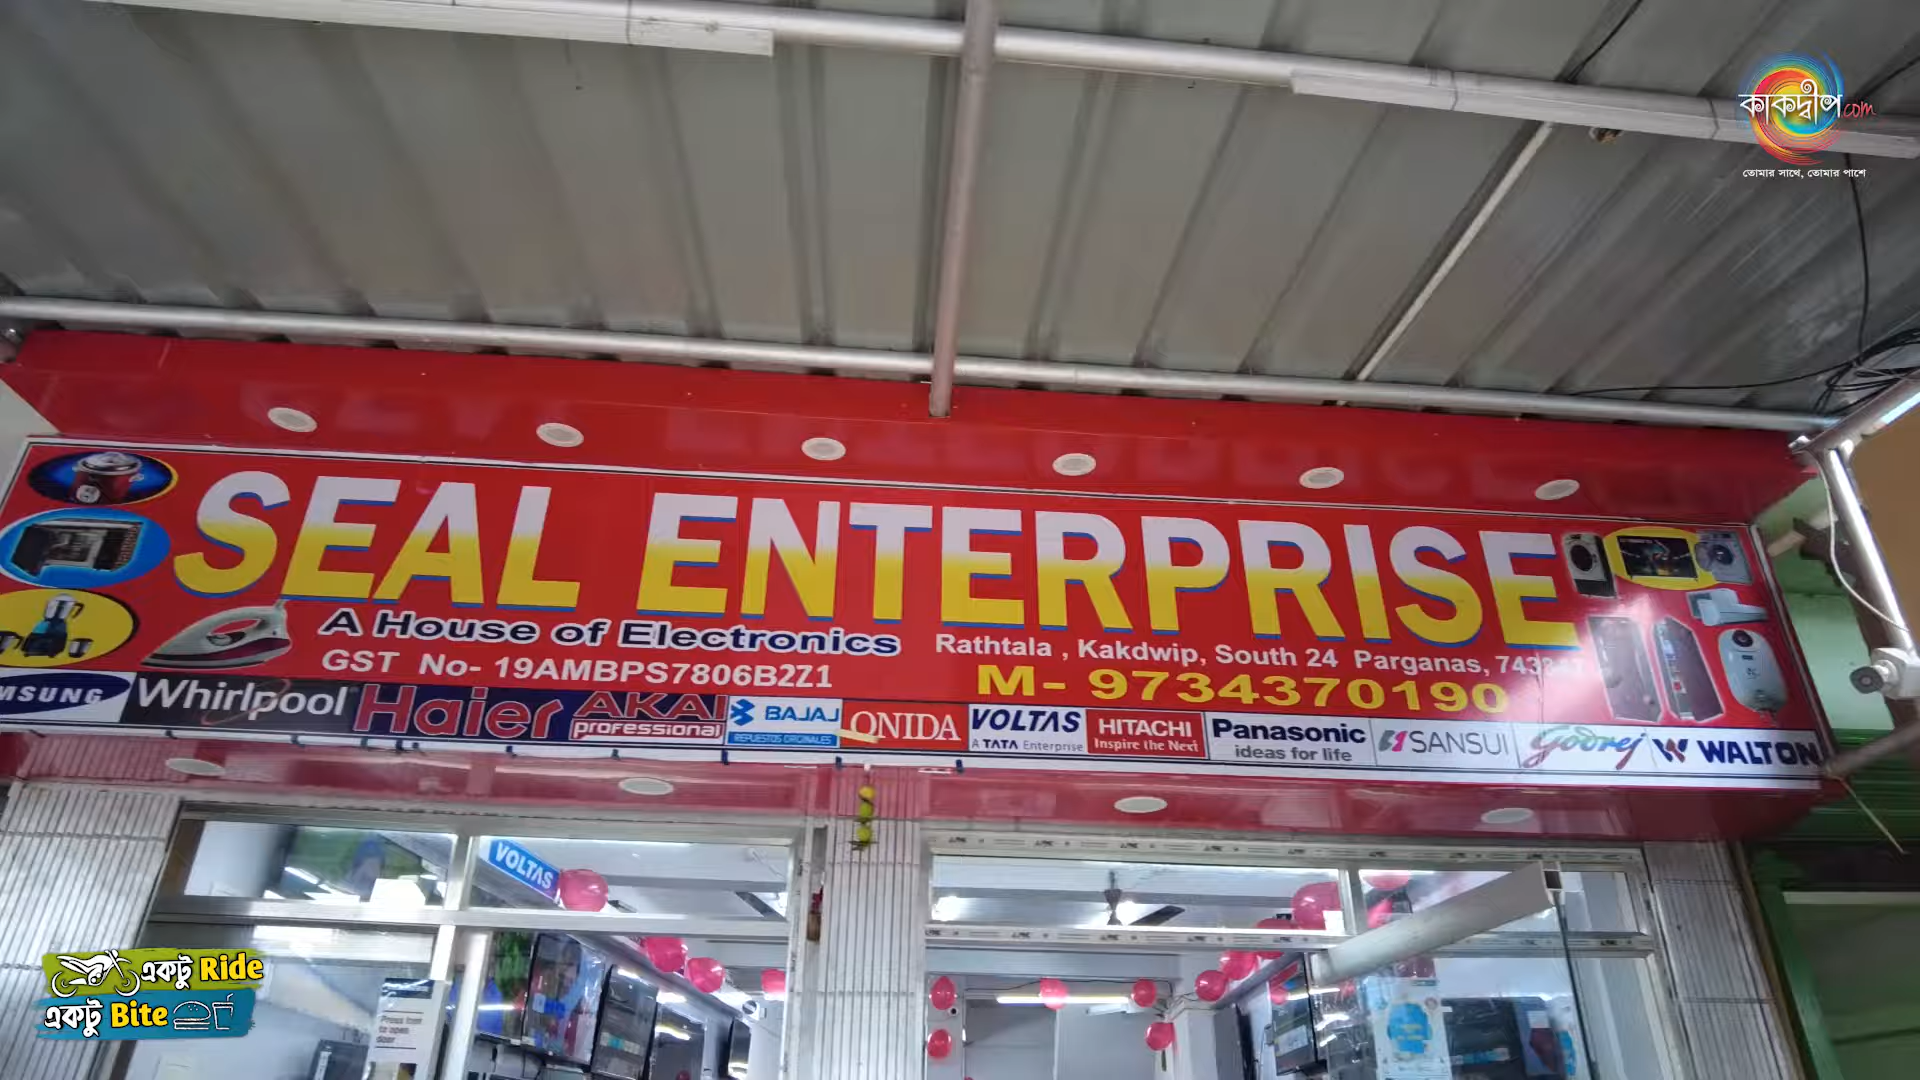 কাকদ্বীপ.com
তোমার সাথে, তোমার পাশে
SEAL ENTERPRISE
A House of Electronics
Rathtala , Kakdwip, South 24 Parganas,
GST No- 19AMBPS7806B2Z1
M- 9734370190
MSUNG Whirlpool Haier AKAI professional BAJAJ REPUESTOS ORIGINALES ONIDA VOLTAS A TATA Enterprise HITACHI Inspire the Next Panasonic ideas for life SANSUI Godrej WALTON
VOLTAS
একটু Ride
একটু Bite